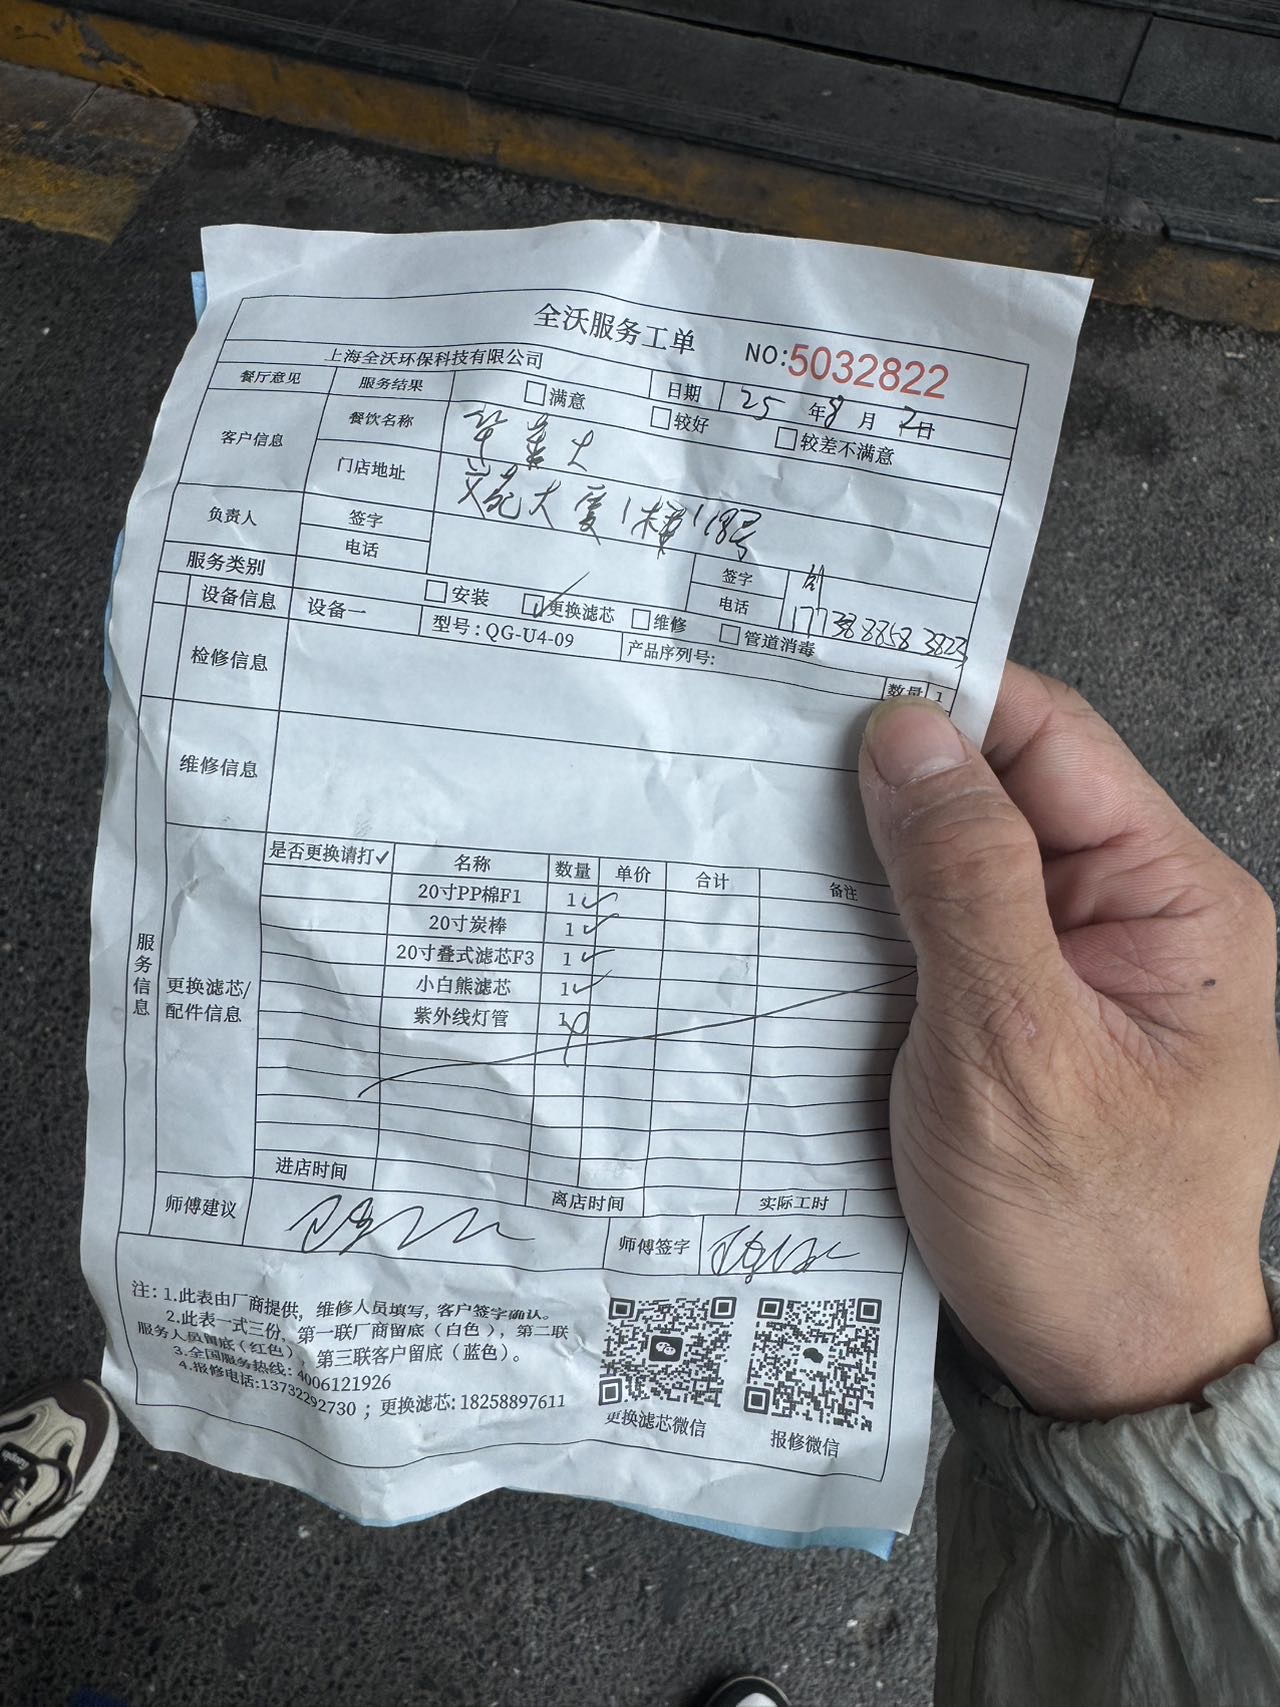 全沃服务工单
NO:5032822
上海全沃环保科技有限公司
日期 25 年8 月 2日
餐厅意见 服务结果 满意 较好 较差不满意
客户信息 餐饮名称
门店地址 文苑大厦1栋118号
负责人 签字 签字
电话 电话
服务类别 安装 更换滤芯 维修 管道消毒
设备信息 设备一 型号:QG-U4-09 产品序列号: 数量 1
检修信息
维修信息
服务信息
更换滤芯/
配件信息
是否更换请打✓ 名称 数量 单价 合计 备注
20寸PP棉F1 1✓
20寸炭棒 1✓
20寸叠式滤芯F3 1✓
小白熊滤芯 1✓
紫外线灯管 1
进店时间 离店时间 实际工时
师傅建议 师傅签字
注:1.此表由厂商提供,维修人员填写,客户签字确认。
2.此表一式三份,第一联厂商留底(白色),第二联
服务人员留底(红色),第三联客户留底(蓝色)。
3.全国服务热线:4006121926
4.报修电话:13732292730;更换滤芯:18258897611
更换滤芯微信
报修微信